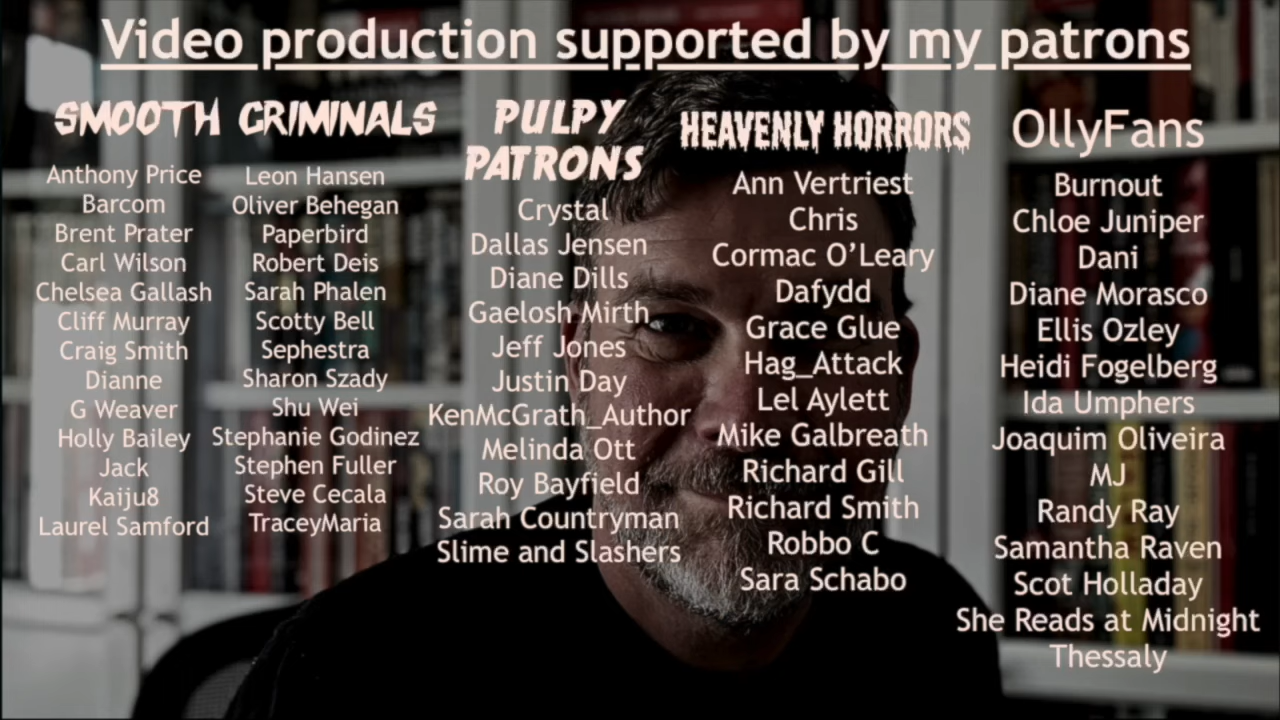 Video production supported by my patrons
SMOOTH CRIMINALS
Anthony Price
Barcom
Brent Prater
Carl Wilson
Chelsea Gallash
Cliff Murray
Craig Smith
Dianne
G Weaver
Holly Bailey
Jack
Kaiju8
Laurel Samford
Leon Hansen
Oliver Behegan
Paperbird
Robert Deis
Sarah Phalen
Scotty Bell
Sephestra
Sharon Szady
Shu Wei
Stephanie Godinez
Stephen Fuller
Steve Cecala
TraceyMaria
PULPY
PATRONS
Crystal
Dallas Jensen
Diane Dills
Gaelosh Mirth
Jeff Jones
Justin Day
KenMcGrath_Author
Melinda Ott
Roy Bayfield
Sarah Countryman
Slime and Slashers
HEAVENLY HORRORS
Ann Vertriest
Chris
Cormac O’Leary
Dafydd
Grace Glue
Hag_Attack
Lel Aylett
Mike Galbreath
Richard Gill
Richard Smith
Robbo C
Sara Schabo
OllyFans
Burnout
Chloe Juniper
Dani
Diane Morasco
Ellis Ozley
Heidi Fogelberg
Ida Umphers
Joaquim Oliveira
MJ
Randy Ray
Samantha Raven
Scot Holladay
She Reads at Midnight
Thessaly